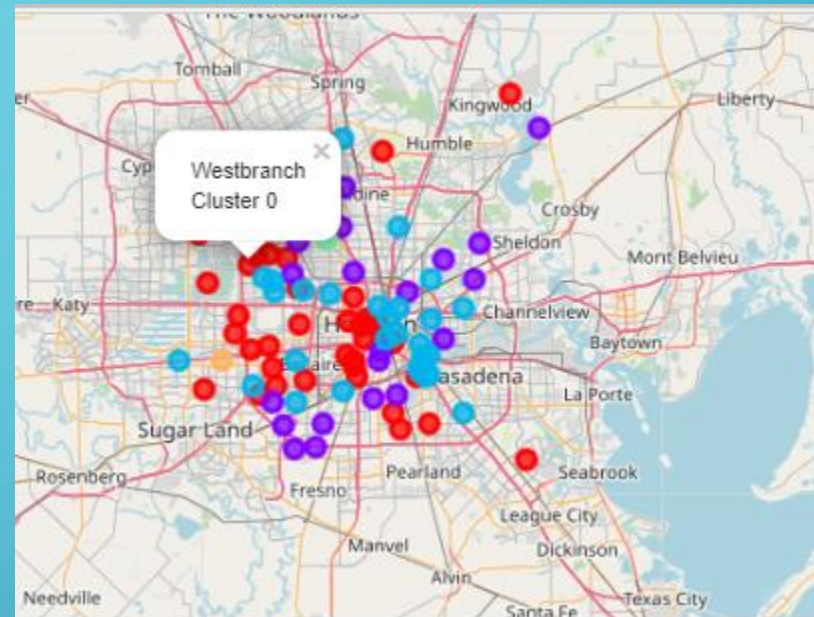 The Woodlands
Tomball
Spring
Kingwood
Liberty
Humble
Westbranch
Cluster 0
×
Crosby
Sheldon
Mont Belvieu
Katy
Channelview
Baytown
Pasadena
La Porte
Sugar Land
Rosenberg
Pearland
Seabrook
Fresno
League City
Manvel
Dickinson
Alvin
Needville
Santa Fe
Texas City